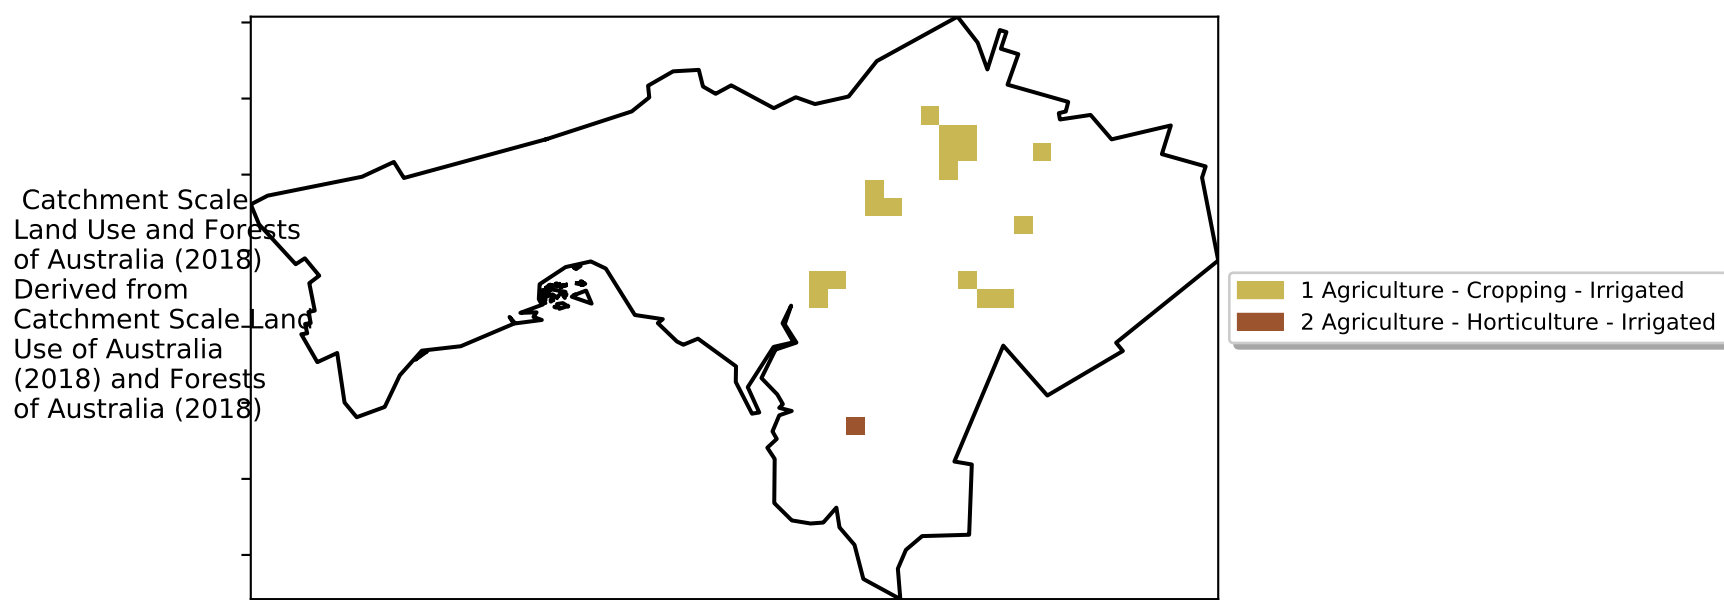 Catchment Scale
Land Use and Forests
of Australia (2018)
Derived from
Catchment Scale Land
Use of Australia
(2018) and Forests
of Australia (2018)
1 Agriculture - Cropping - Irrigated
2 Agriculture - Horticulture - Irrigated